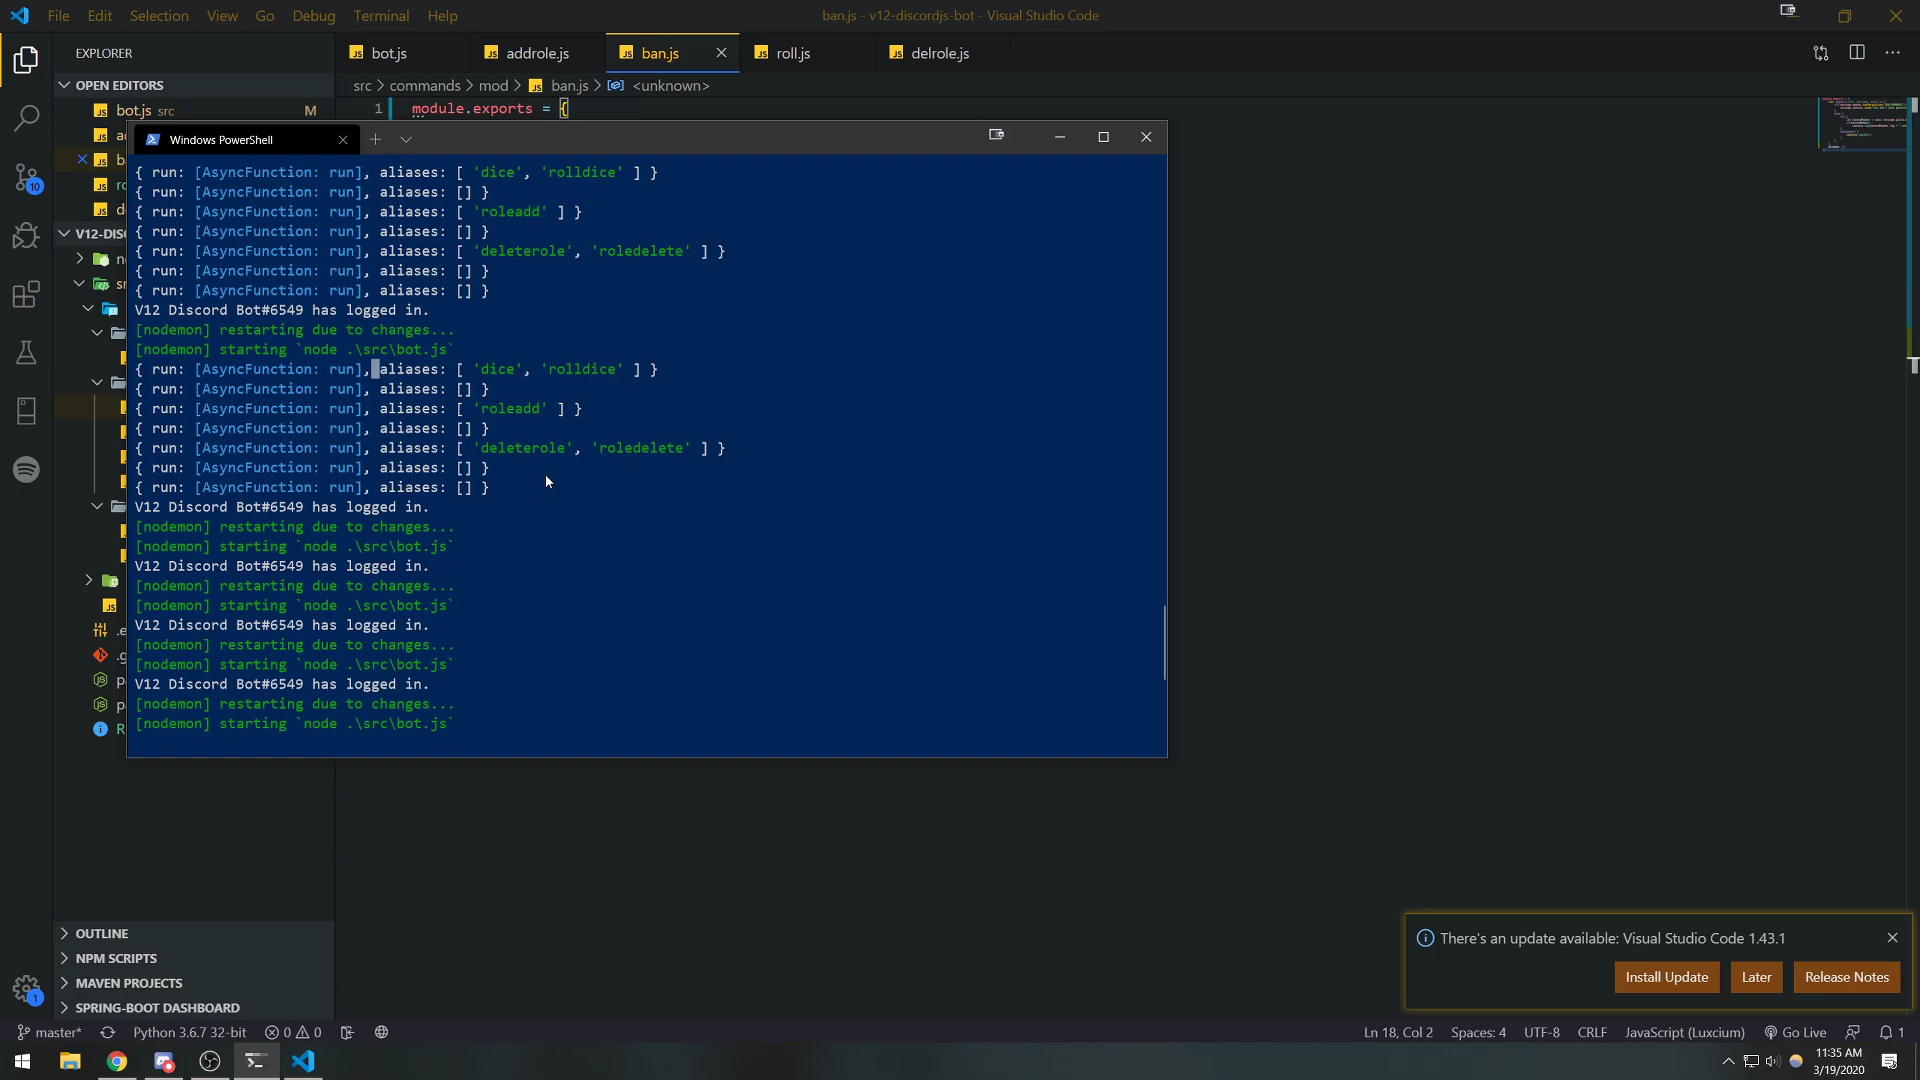 File Edit Selection View Go Debug Terminal Help
ban.js - v12-discordjs-bot - Visual Studio Code
EXPLORER
JS bot.js
JS addrole.js
JS ban.js
JS roll.js
JS delrole.js
OPEN EDITORS
src > commands > mod > JS ban.js > <unknown>
JS bot.js src M
1 module.exports = {
Windows PowerShell
V12-DISC
10
{ run: [AsyncFunction: run], aliases: [ 'dice', 'rolldice' ] }
{ run: [AsyncFunction: run], aliases: [] }
{ run: [AsyncFunction: run], aliases: [ 'roleadd' ] }
{ run: [AsyncFunction: run], aliases: [] }
{ run: [AsyncFunction: run], aliases: [ 'deleterole', 'roledelete' ] }
{ run: [AsyncFunction: run], aliases: [] }
{ run: [AsyncFunction: run], aliases: [] }
V12 Discord Bot#6549 has logged in.
[nodemon] restarting due to changes...
[nodemon] starting `node .\src\bot.js`
{ run: [AsyncFunction: run], aliases: [ 'dice', 'rolldice' ] }
{ run: [AsyncFunction: run], aliases: [] }
{ run: [AsyncFunction: run], aliases: [ 'roleadd' ] }
{ run: [AsyncFunction: run], aliases: [] }
{ run: [AsyncFunction: run], aliases: [ 'deleterole', 'roledelete' ] }
{ run: [AsyncFunction: run], aliases: [] }
{ run: [AsyncFunction: run], aliases: [] }
V12 Discord Bot#6549 has logged in.
[nodemon] restarting due to changes...
[nodemon] starting `node .\src\bot.js`
V12 Discord Bot#6549 has logged in.
[nodemon] restarting due to changes...
[nodemon] starting `node .\src\bot.js`
V12 Discord Bot#6549 has logged in.
[nodemon] restarting due to changes...
[nodemon] starting `node .\src\bot.js`
V12 Discord Bot#6549 has logged in.
[nodemon] restarting due to changes...
[nodemon] starting `node .\src\bot.js`
OUTLINE
NPM SCRIPTS
MAVEN PROJECTS
SPRING-BOOT DASHBOARD
1
There's an update available: Visual Studio Code 1.43.1
Install Update Later Release Notes
master* Python 3.6.7 32-bit 0 0
Ln 18, Col 2 Spaces: 4 UTF-8 CRLF JavaScript (Luxcium) Go Live 1
11:35 AM
3/19/2020